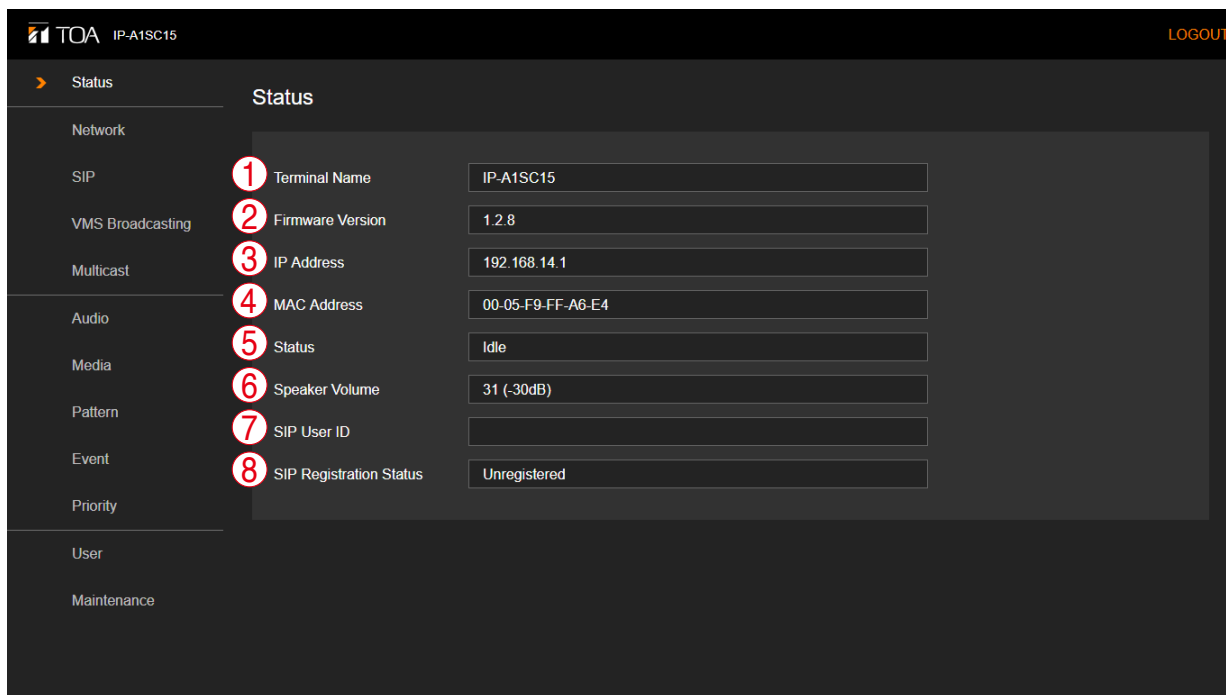 TOA IP-A1SC15
LOGOUT
Status
Network
SIP
VMS Broadcasting
Multicast
Audio
Media
Pattern
Event
Priority
User
Maintenance
Status
1 Terminal Name IP-A1SC15
2 Firmware Version 1.2.8
3 IP Address 192.168.14.1
4 MAC Address 00-05-F9-FF-A6-E4
5 Status Idle
6 Speaker Volume 31 (-30dB)
7 SIP User ID
8 SIP Registration Status Unregistered